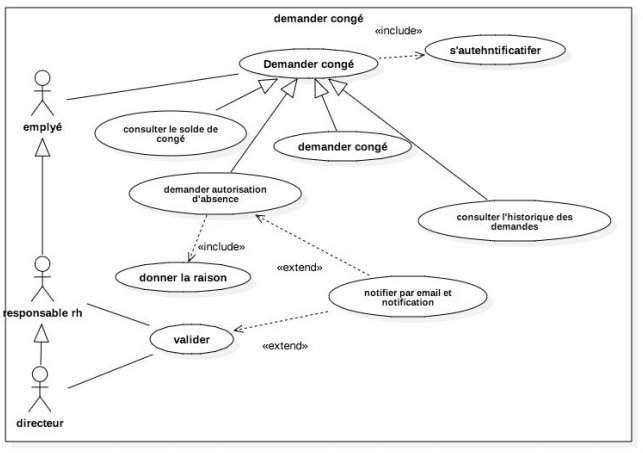 demander congé
«include»
s'autehntificatifer
Demander congé
emplyé
consulter le solde de
congé
demander congé
demander autorisation
d'absence
consulter l'historique des
demandes
«include»
«extend»
donner la raison
notifier par email et
notification
responsable rh
valider
«extend»
directeur